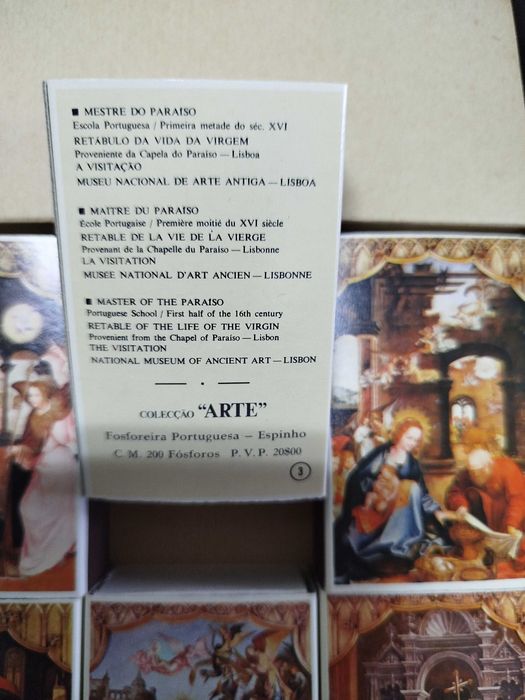 ■ MESTRE DO PARAISO
Escola Portuguesa / Primeira metade do séc. XVI
RETÁBULO DA VIDA DA VIRGEM
Proveniente da Capela do Paraíso — Lisboa
A VISITAÇÃO
MUSEU NACIONAL DE ARTE ANTIGA — LISBOA
■ MAITRE DU PARAISO
École Portugaise / Première moitié du XVI siècle
RETABLE DE LA VIE DE LA VIERGE
Provenant de la Chapelle du Paraiso — Lisbonne
LA VISITATION
MUSÉE NATIONAL D'ART ANCIEN — LISBONNE
■ MASTER OF THE PARAISO
Portuguese School / First half of the 16th century
RETABLE OF THE LIFE OF THE VIRGIN
Provenient from the Chapel of Paraiso — Lisbon
THE VISITATION
NATIONAL MUSEUM OF ANCIENT ART — LISBON
COLECÇÃO "ARTE"
Fosforeira Portuguesa — Espinho
C. M. 200 Fósforos P. V. P. 20$00
3